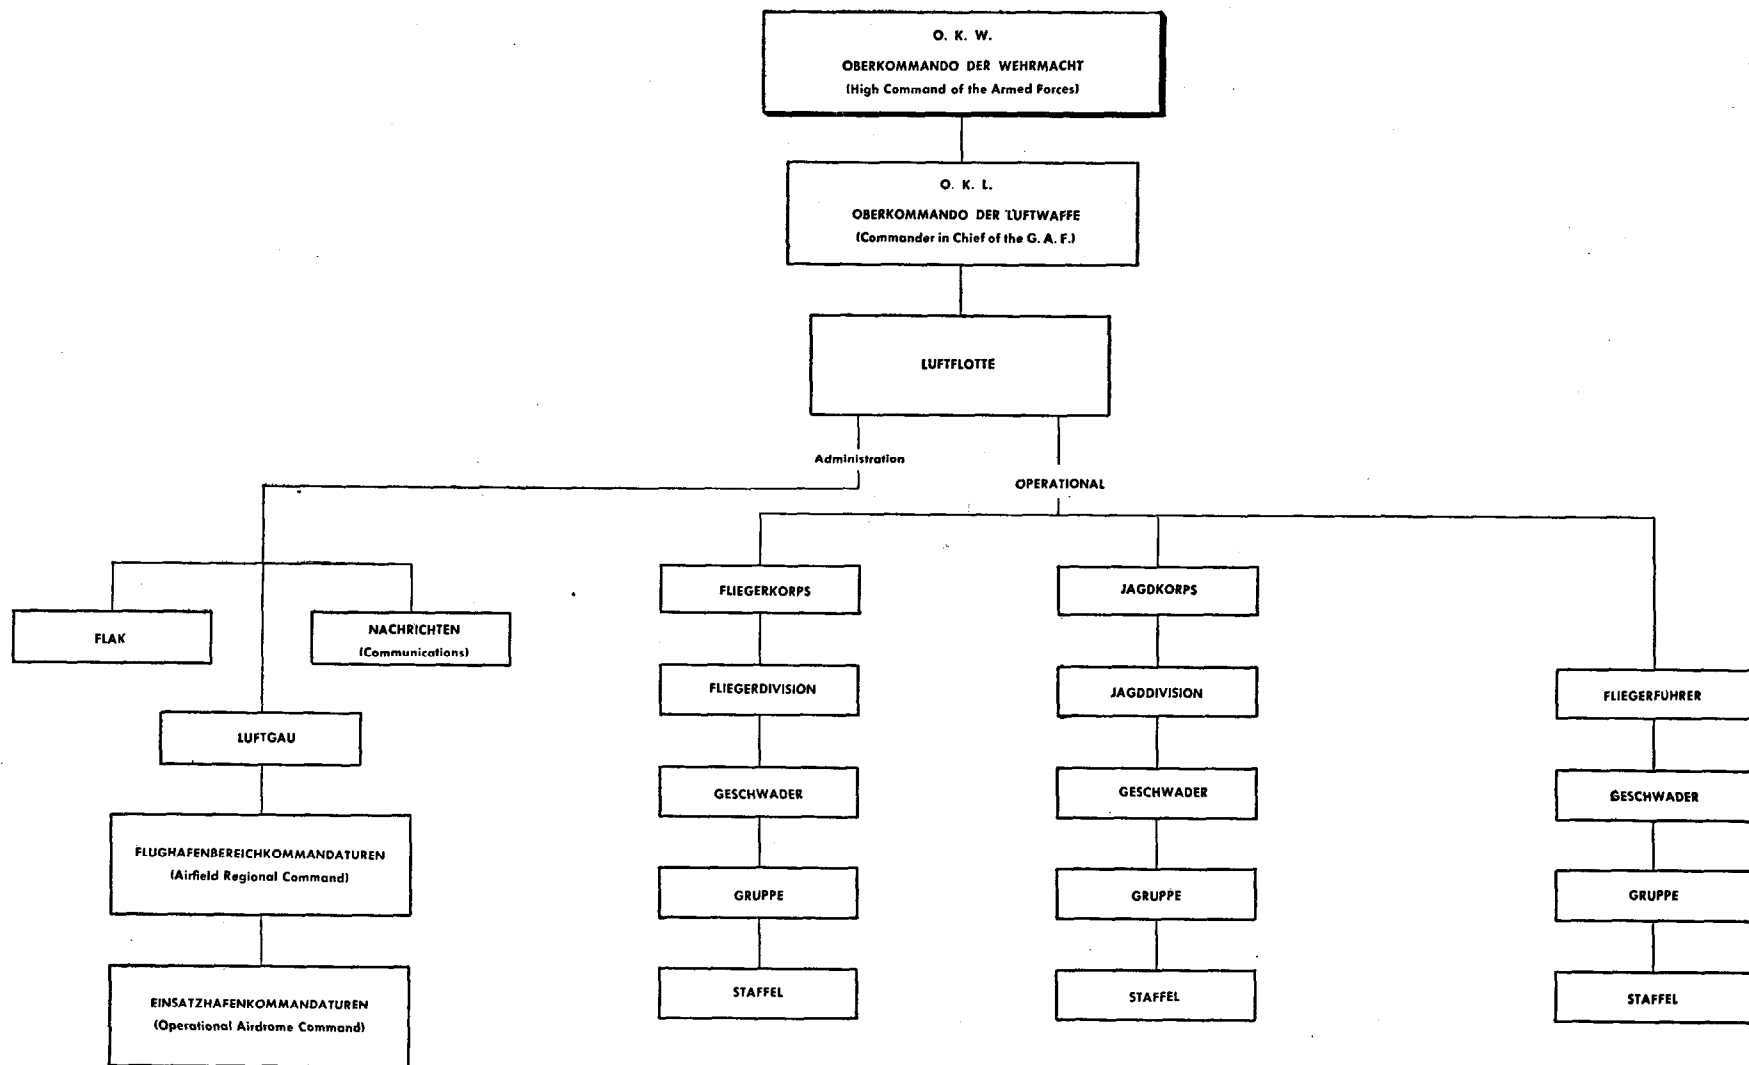 O. K. W.
OBERKOMMANDO DER WEHRMACHT
(High Command of the Armed Forces)
O. K. L.
OBERKOMMANDO DER LUFTWAFFE
(Commander in Chief of the G. A. F.)
LUFTFLOTTE
Administration
OPERATIONAL
FLAK
NACHRICHTEN
(Communications)
LUFTGAU
FLUGHAFENBEREICHKOMMANDATUREN
(Airfield Regional Command)
EINSATZHAFENKOMMANDATUREN
(Operational Airdrome Command)
FLIEGERKORPS
FLIEGERDIVISION
GESCHWADER
GRUPPE
STAFFEL
JAGDKORPS
JAGDDIVISION
GESCHWADER
GRUPPE
STAFFEL
FLIEGERFUHRER
GESCHWADER
GRUPPE
STAFFEL